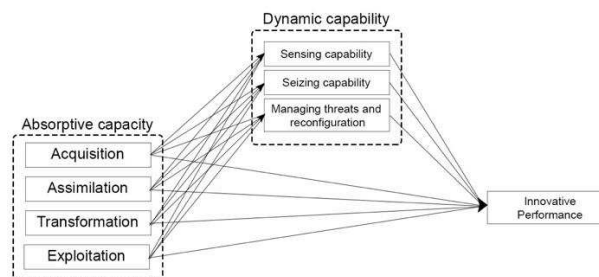 Dynamic capability
Sensing capability
Seizing capability
Managing threats and
reconfiguration
Absorptive capacity
Acquisition
Assimilation
Transformation
Exploitation
Innovative
Performance